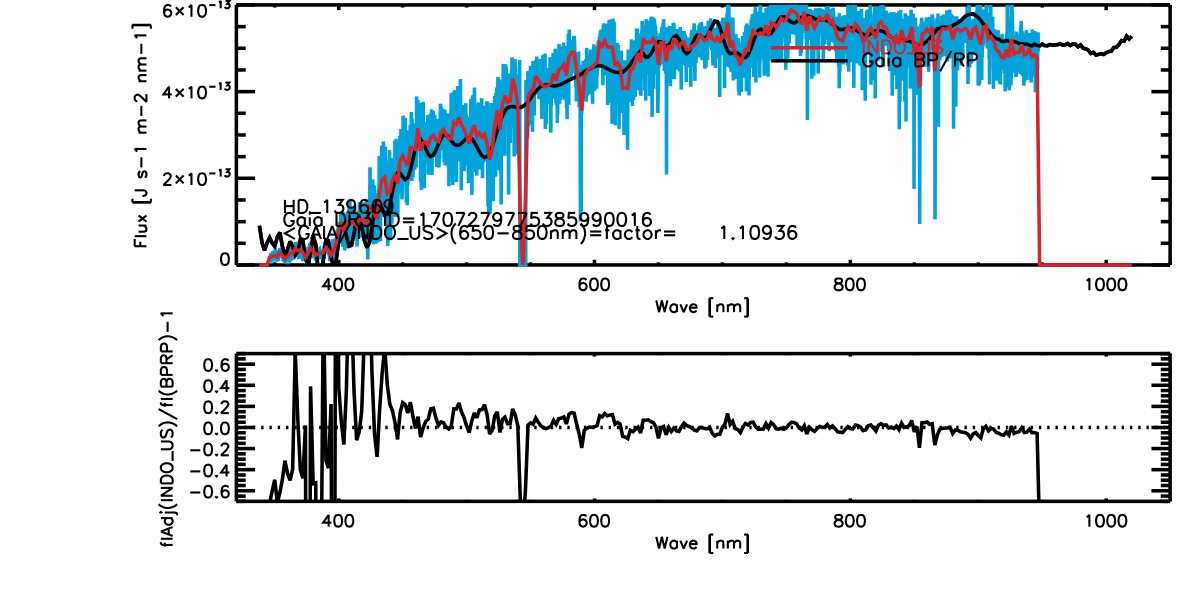 6×10−13
4×10−13
2×10−13
0
Flux [J s−1 m−2 nm−1]
INDO_US
Gaia BP/RP
HD_139669
Gaia DR3 ID=1707279775385990016
<GAIA/INDO_US>(650−850nm)=factor= 1.10936
400 600 800 1000
Wave [nm]
0.6
0.4
0.2
0.0
−0.2
−0.4
−0.6
flAdj(INDO_US)/fl(BPRP)−1
400 600 800 1000
Wave [nm]